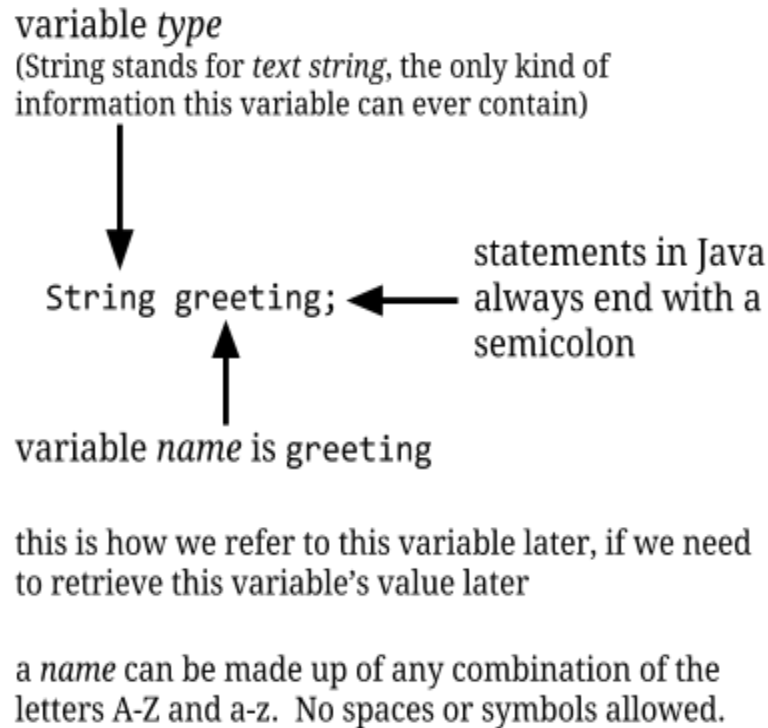 variable type
(String stands for text string, the only kind of
information this variable can ever contain)
String greeting;
statements in Java
always end with a
semicolon
variable name is greeting
this is how we refer to this variable later, if we need
to retrieve this variable's value later
a name can be made up of any combination of the
letters A-Z and a-z.  No spaces or symbols allowed.